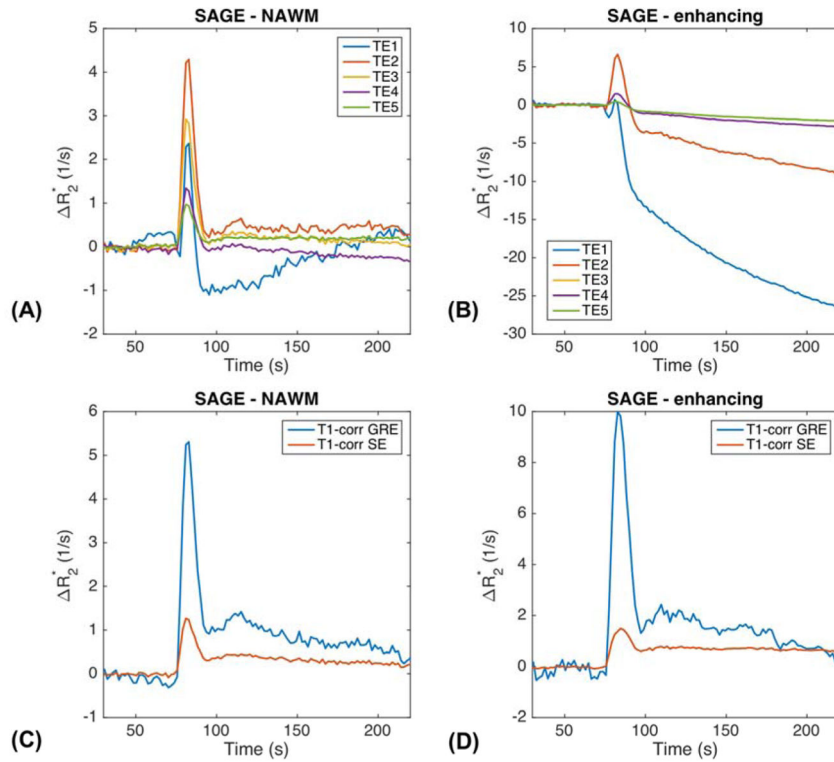 SAGE - NAWM
5
4
3
2
1
0
-1
-2
ΔR₂* (1/s)
50 100 150 200
Time (s)
TE1
TE2
TE3
TE4
TE5
(A)
SAGE - enhancing
10
5
0
-5
-10
-15
-20
-25
-30
ΔR₂* (1/s)
50 100 150 200
Time (s)
TE1
TE2
TE3
TE4
TE5
(B)
SAGE - NAWM
6
5
4
3
2
1
0
-1
ΔR₂* (1/s)
50 100 150 200
Time (s)
T1-corr GRE
T1-corr SE
(C)
SAGE - enhancing
10
8
6
4
2
0
-2
ΔR₂* (1/s)
50 100 150 200
Time (s)
T1-corr GRE
T1-corr SE
(D)